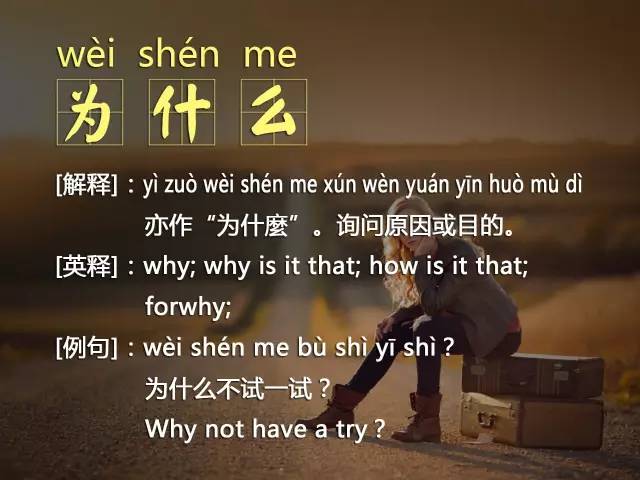 wèi shén me
为什么
[解释]：yì zuò wèi shén me xún wèn yuán yīn huò mù dì
亦作“为什麼”。询问原因或目的。
[英释]：why; why is it that; how is it that;
forwhy;
[例句]：wèi shén me bù shì yī shì？
为什么不试一试？
Why not have a try？